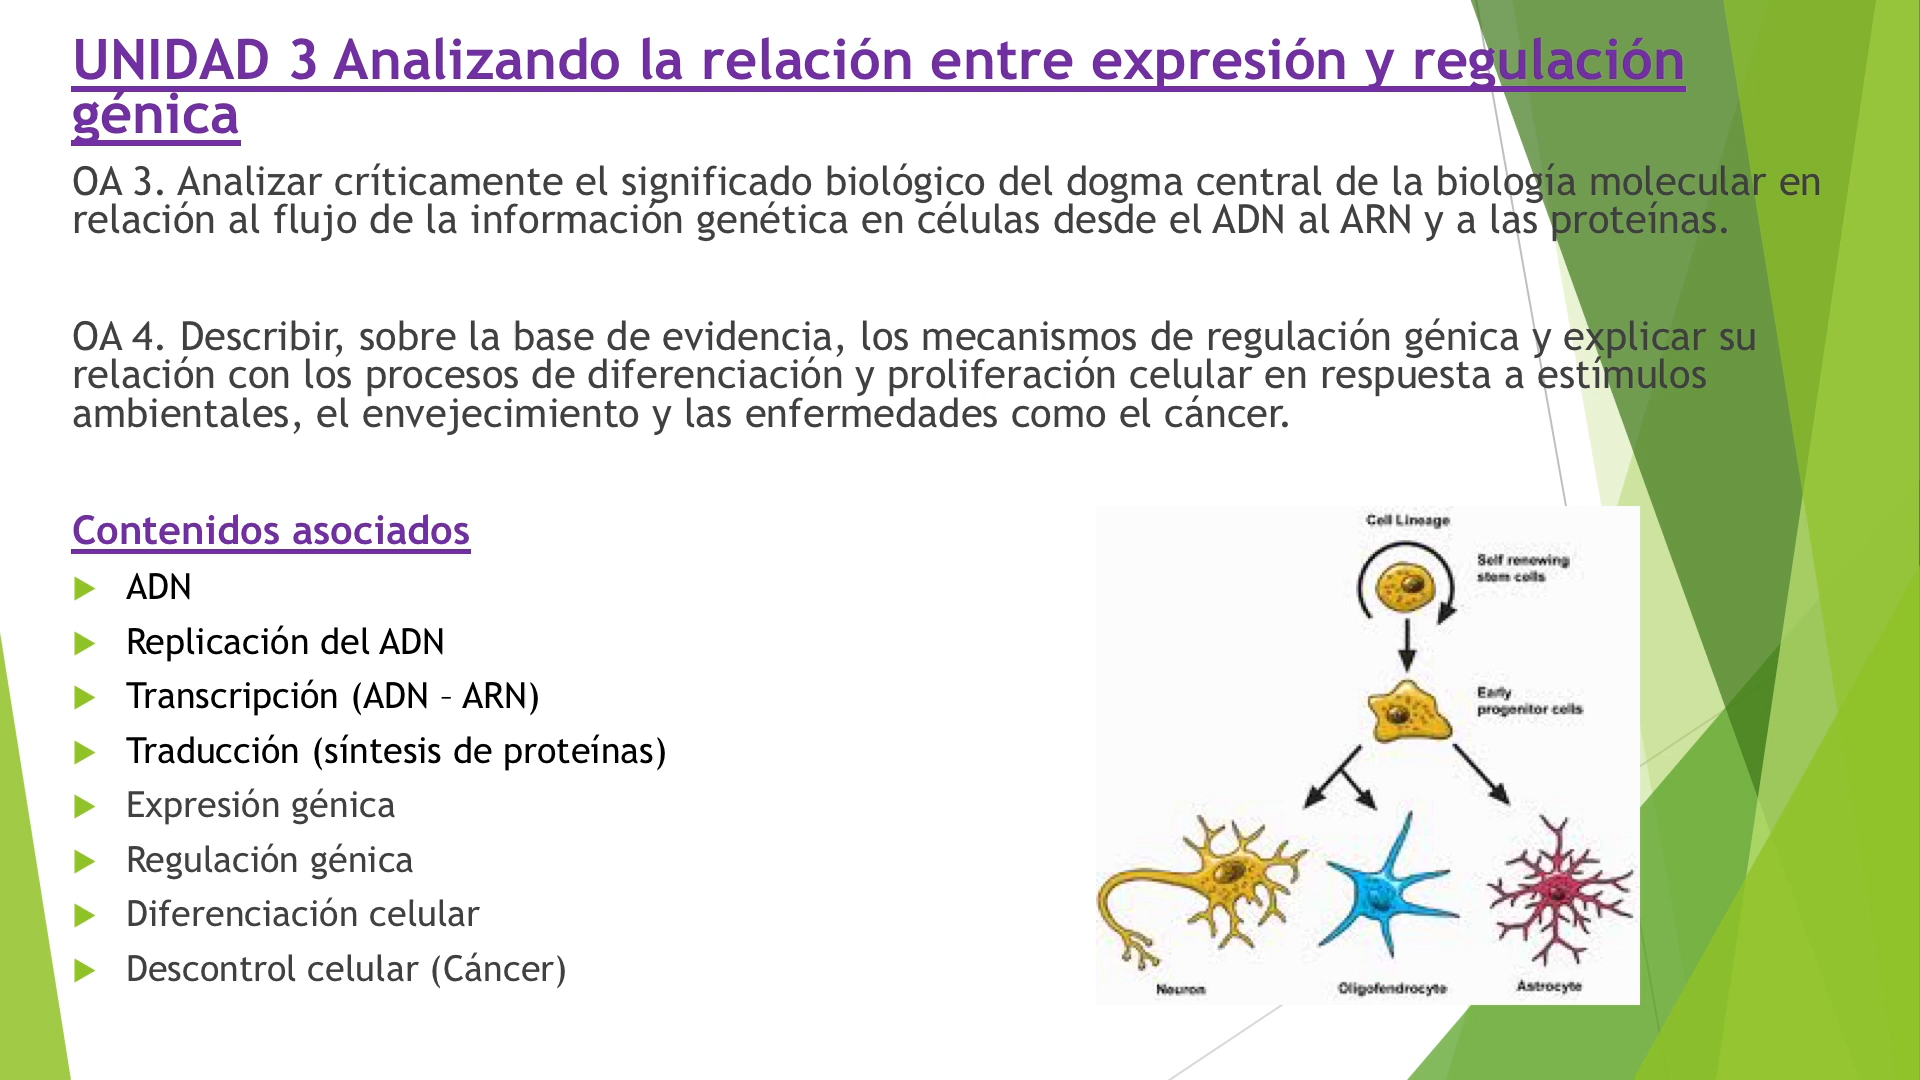 UNIDAD 3 Analizando la relación entre expresión y regulación
génica
OA 3. Analizar críticamente el significado biológico del dogma central de la biología molecular en
relación al flujo de la información genética en células desde el ADN al ARN y a las proteínas.
OA 4. Describir, sobre la base de evidencia, los mecanismos de regulación génica y explicar su
relación con los procesos de diferenciación y proliferación celular en respuesta a estímulos
ambientales, el envejecimiento y las enfermedades como el cáncer.
Contenidos asociados
ADN
Replicación del ADN
Transcripción (ADN – ARN)
Traducción (síntesis de proteínas)
Expresión génica
Regulación génica
Diferenciación celular
Descontrol celular (Cáncer)
Cell Lineage
Self renewing
stem cells
Early
progenitor cells
Neuron
Oligofendrocyte
Astrocyte